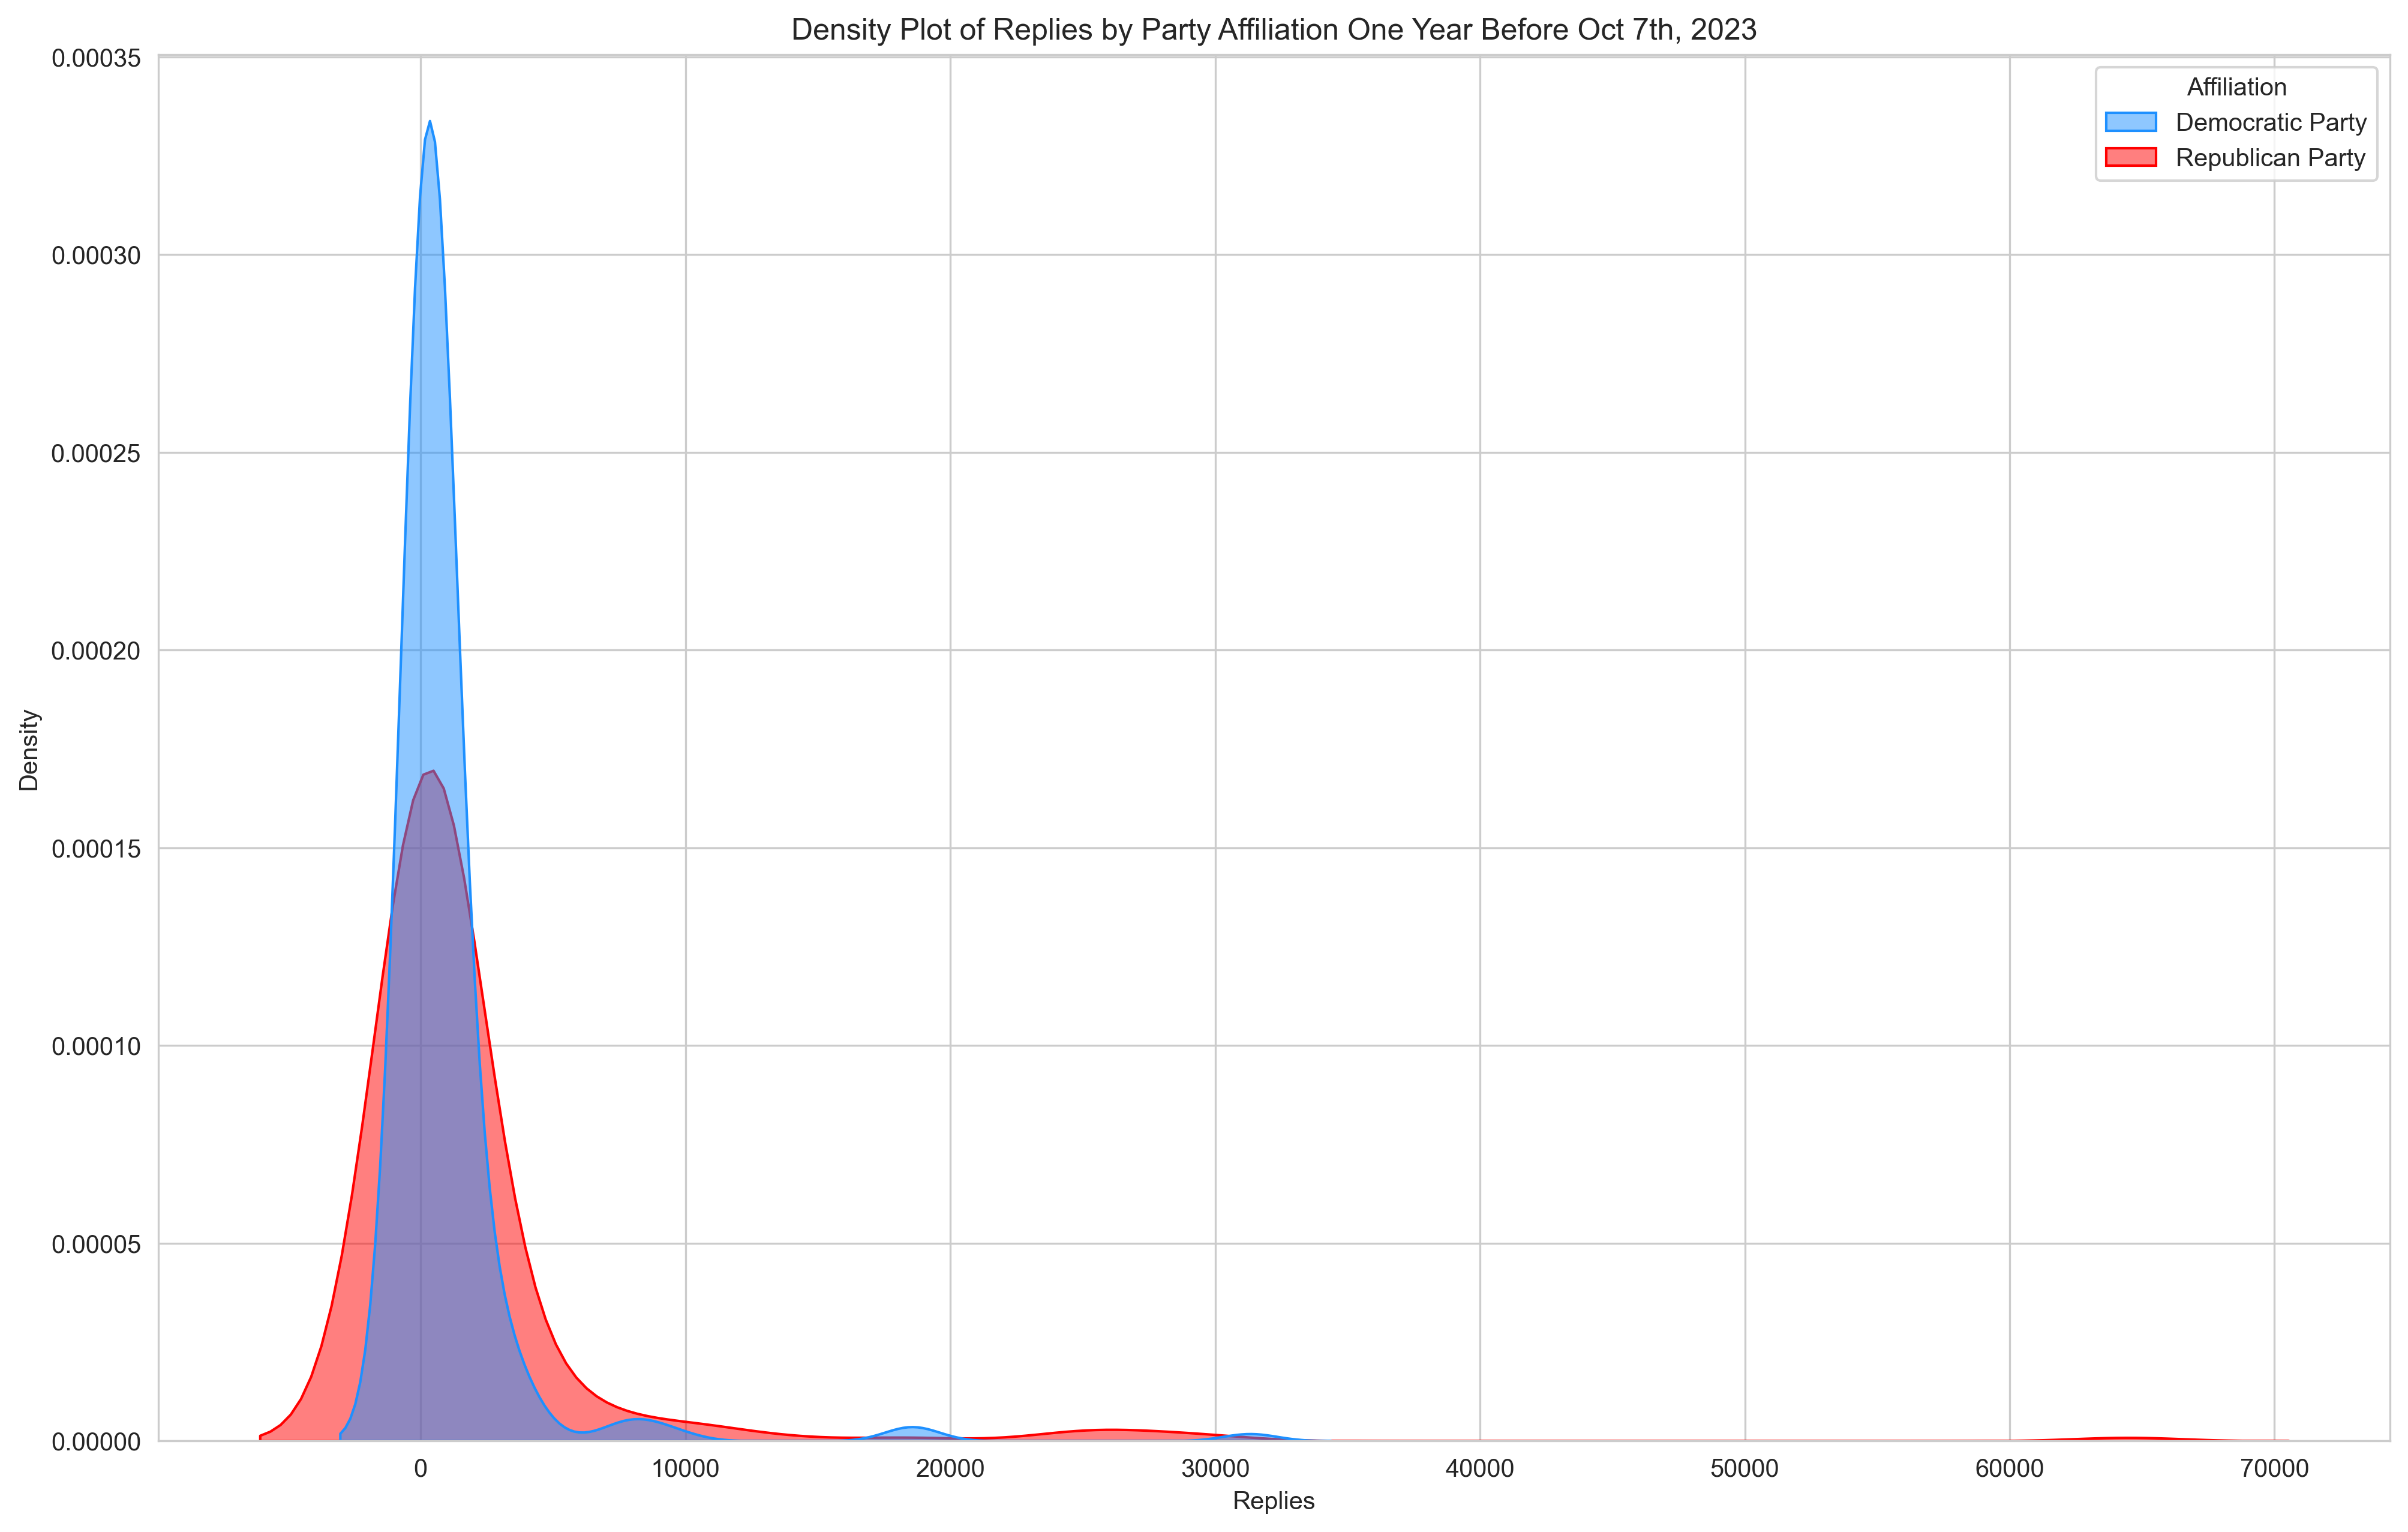 Density Plot of Replies by Party Affiliation One Year Before Oct 7th, 2023
Affiliation
Democratic Party
Republican Party
Density
0.00035
0.00030
0.00025
0.00020
0.00015
0.00010
0.00005
0.00000
0 10000 20000 30000 40000 50000 60000 70000
Replies